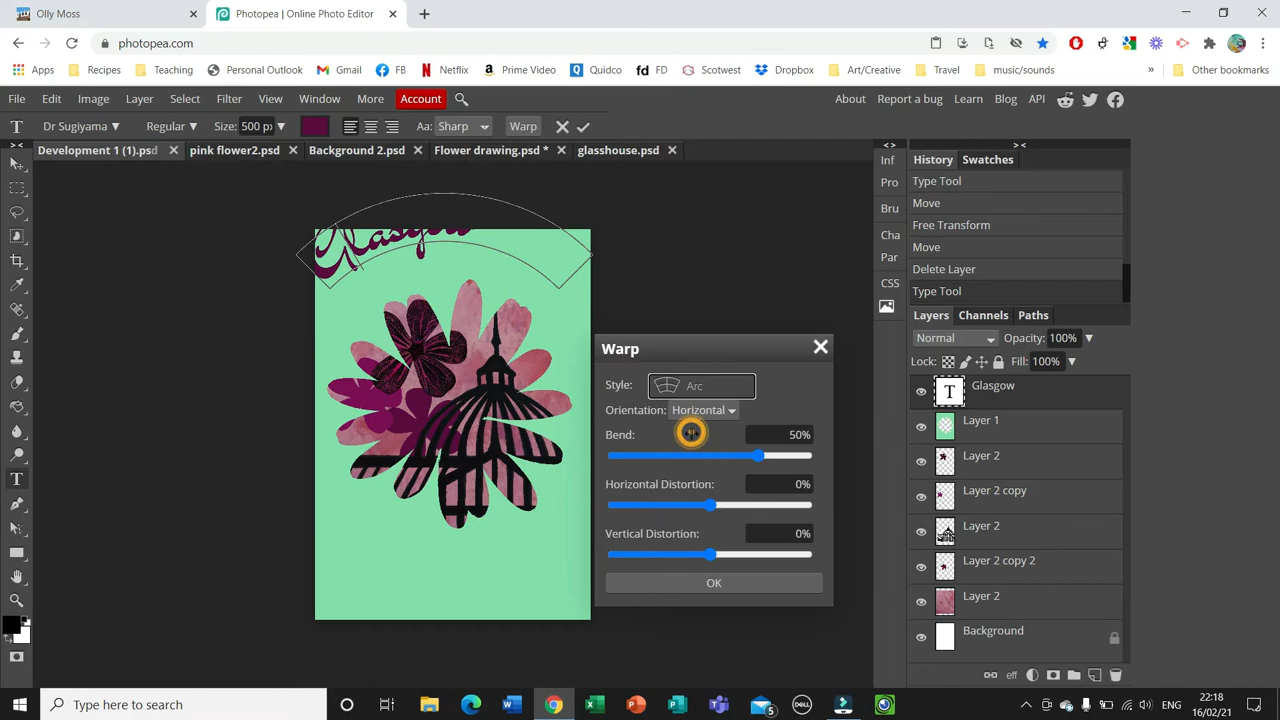 Olly Moss
Photopea | Online Photo Editor
photopea.com
Apps Recipes Teaching Personal Outlook Gmail FB Netflix Prime Video Quidco FD Scotwest Dropbox Art/Creative Travel music/sounds » Other bookmarks
File Edit Image Layer Select Filter View Window More Account About Report a bug Learn Blog API
Dr Sugiyama Regular Size: 500 px Aa: Sharp Warp
Development 1 (1).psd pink flower2.psd Background 2.psd Flower drawing.psd * glasshouse.psd
Inf
Pro
Bru
Cha
Par
CSS
History Swatches
Type Tool
Move
Free Transform
Move
Delete Layer
Type Tool
Layers Channels Paths
Normal Opacity: 100%
Lock: Fill: 100%
T Glasgow
Layer 1
Layer 2
Layer 2 copy
Layer 2
Layer 2 copy 2
Layer 2
Background
eff
Glasgow
Warp
Style: Arc
Orientation: Horizontal
Bend: 50%
Horizontal Distortion: 0%
Vertical Distortion: 0%
OK
Type here to search
5
DELL
ENG
22:18
16/02/21